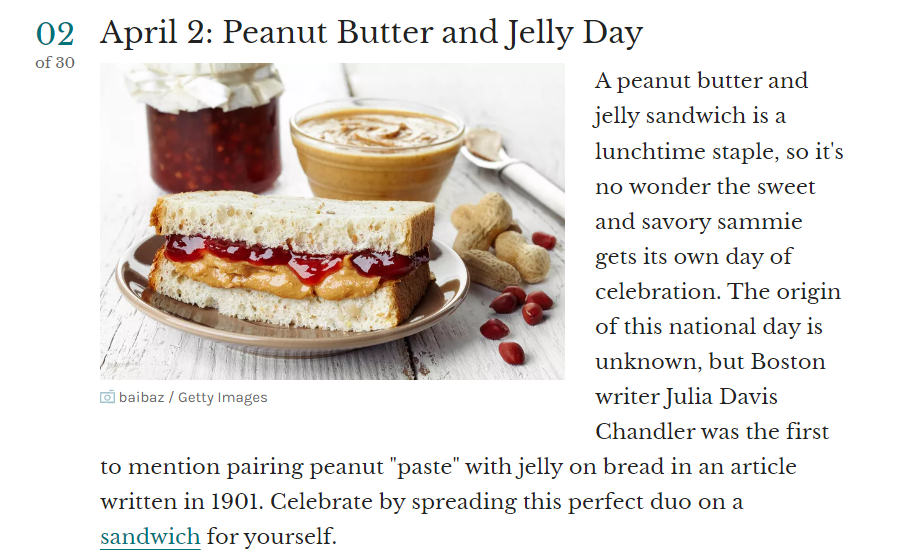 02
of 30
April 2: Peanut Butter and Jelly Day
A peanut butter and
jelly sandwich is a
lunchtime staple, so it's
no wonder the sweet
and savory sammie
gets its own day of
celebration. The origin
of this national day is
unknown, but Boston
writer Julia Davis
Chandler was the first
baibaz / Getty Images
to mention pairing peanut "paste" with jelly on bread in an article
written in 1901. Celebrate by spreading this perfect duo on a
sandwich for yourself.